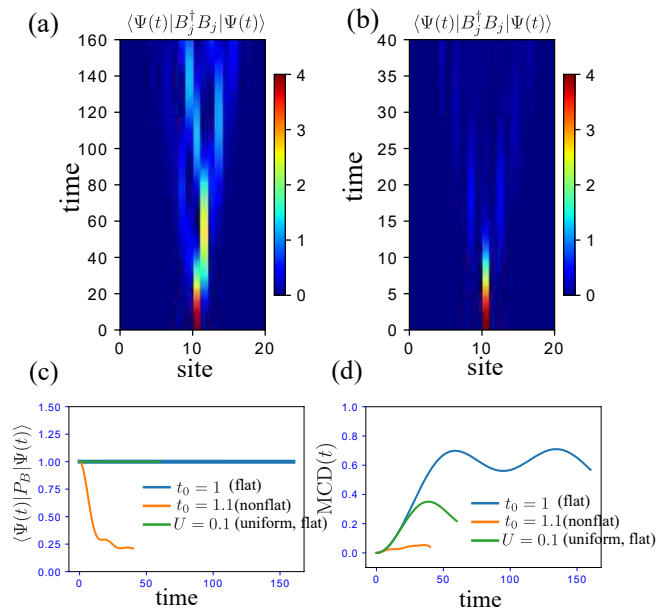 (a)
⟨Ψ(t)|B†ⱼBⱼ|Ψ(t)⟩
160
140
120
100
80
60
40
20
0
time
0
10
20
site
4
3
2
1
0
(b)
⟨Ψ(t)|B†ⱼBⱼ|Ψ(t)⟩
40
35
30
25
20
15
10
5
0
time
0
10
20
site
4
3
2
1
0
(c)
⟨Ψ(t)|P_B|Ψ(t)⟩
1.50
1.25
1.00
0.75
0.50
0.25
0.00
t₀ = 1 (flat)
t₀ = 1.1(nonflat)
U = 0.1(uniform, flat)
0
50
100
150
time
(d)
MCD(t)
1.0
0.8
0.6
0.4
0.2
0.0
t₀ = 1 (flat)
t₀ = 1.1(nonflat)
U = 0.1 (uniform, flat)
0
50
100
150
time